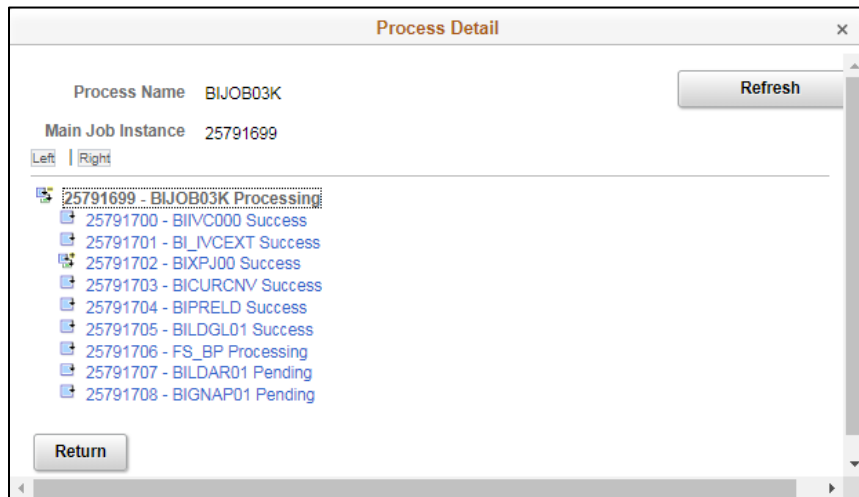 Process Detail ×
Process Name BIJOB03K Refresh
Main Job Instance 25791699
Left | Right
25791699 - BIJOB03K Processing
25791700 - BIIVC000 Success
25791701 - BI_IVCEXT Success
25791702 - BIXPJ00 Success
25791703 - BICURCNV Success
25791704 - BIPRELD Success
25791705 - BILDGL01 Success
25791706 - FS_BP Processing
25791707 - BILDAR01 Pending
25791708 - BIGNAP01 Pending
Return